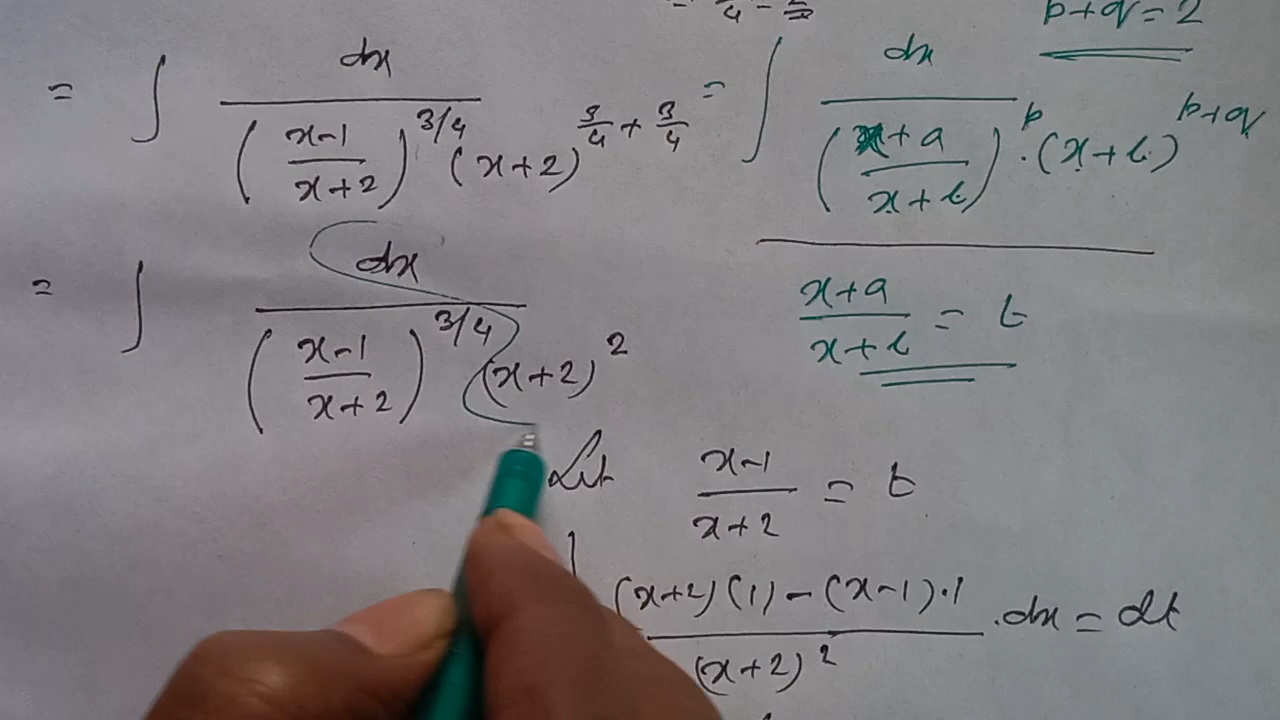 p+q=2
= ∫ dx / ((x-1)/(x+2))^3/4 (x+2)^3/4+3/4
= ∫ dx / ((x+a)/(x+b))^p . (x+b)^p+q
= ∫ dx / ((x-1)/(x+2))^3/4 (x+2)^2
(x+a)/(x+b) = t
Let (x-1)/(x+2) = t
((x+2)(1)-(x-1).1)/(x+2)^2 .dx = dt